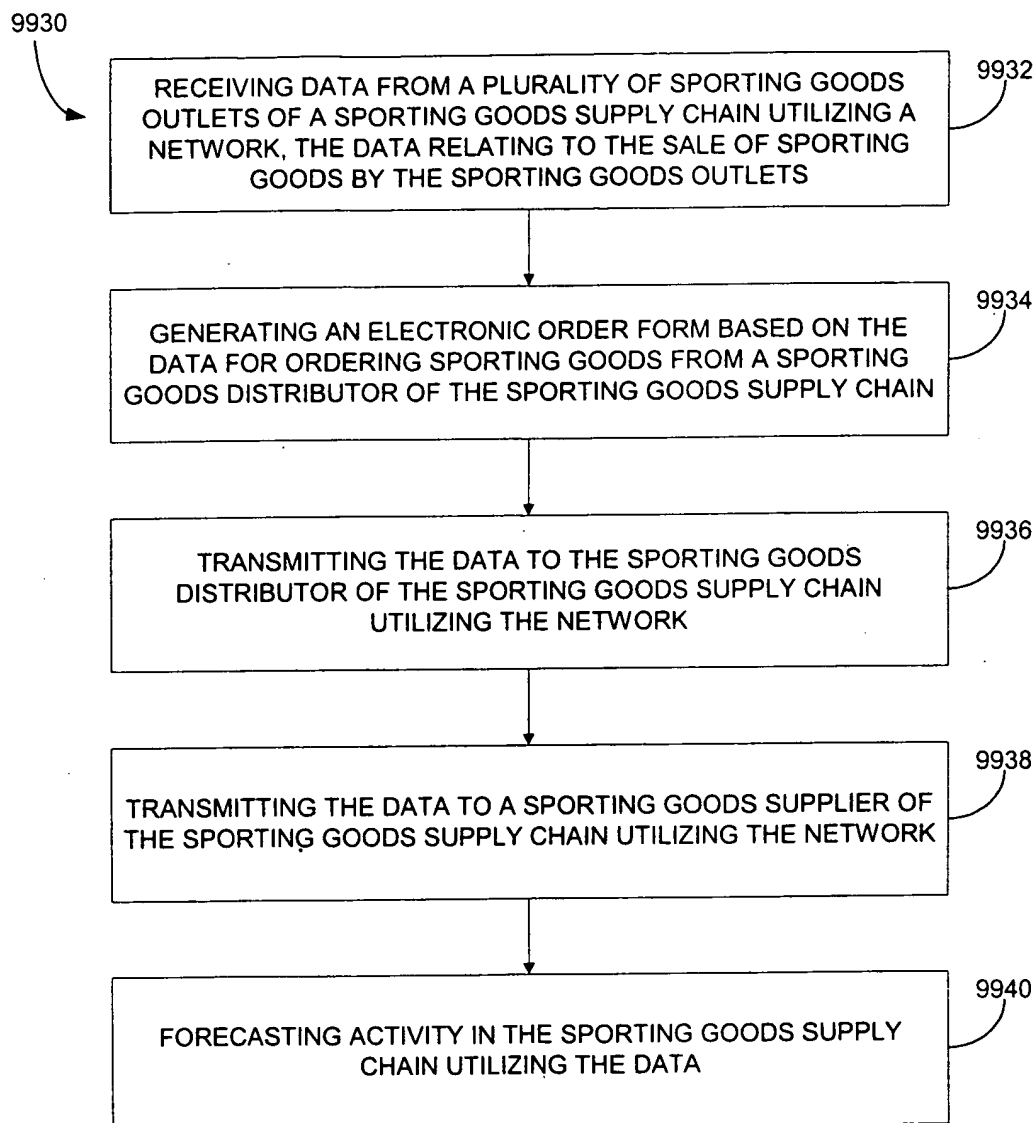 9930
RECEIVING DATA FROM A PLURALITY OF SPORTING GOODS
OUTLETS OF A SPORTING GOODS SUPPLY CHAIN UTILIZING A
NETWORK, THE DATA RELATING TO THE SALE OF SPORTING
GOODS BY THE SPORTING GOODS OUTLETS
9932
GENERATING AN ELECTRONIC ORDER FORM BASED ON THE
DATA FOR ORDERING SPORTING GOODS FROM A SPORTING
GOODS DISTRIBUTOR OF THE SPORTING GOODS SUPPLY CHAIN
9934
TRANSMITTING THE DATA TO THE SPORTING GOODS
DISTRIBUTOR OF THE SPORTING GOODS SUPPLY CHAIN
UTILIZING THE NETWORK
9936
TRANSMITTING THE DATA TO A SPORTING GOODS SUPPLIER OF
THE SPORTING GOODS SUPPLY CHAIN UTILIZING THE NETWORK
9938
FORECASTING ACTIVITY IN THE SPORTING GOODS SUPPLY
CHAIN UTILIZING THE DATA
9940